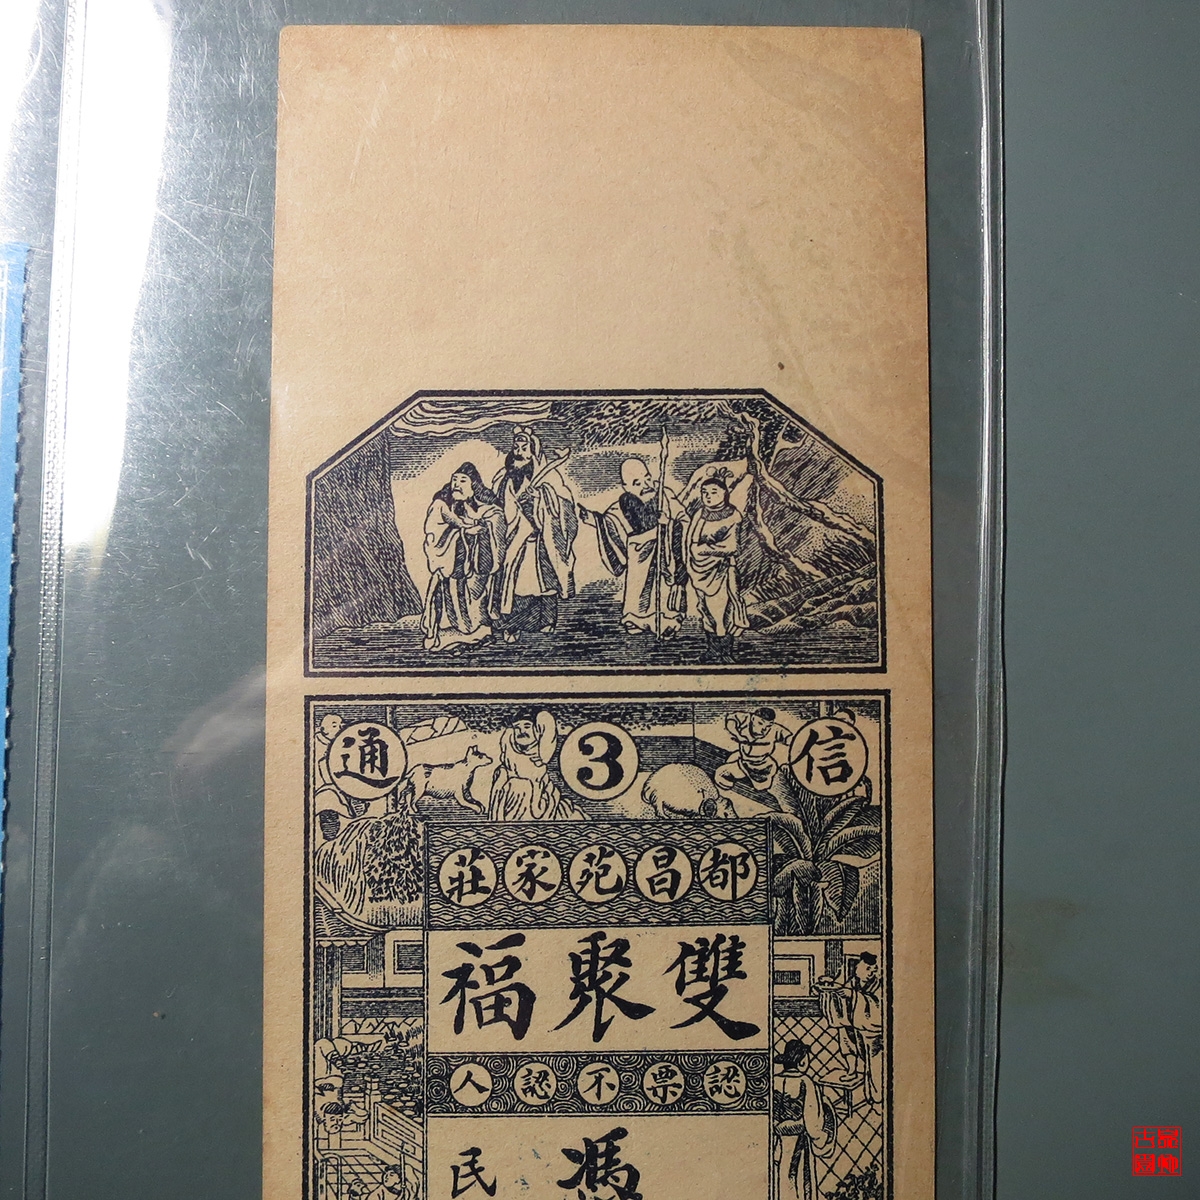 信 3 通
都昌苑家莊
雙聚福
認票不認人
憑
民